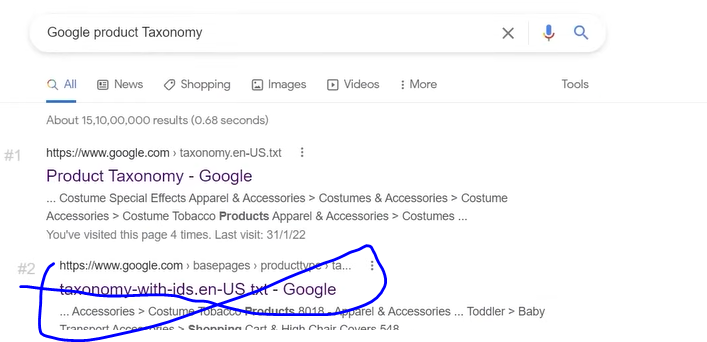 Google product Taxonomy
All News Shopping Images Videos More Tools
About 15,10,00,000 results (0.68 seconds)
#1 https://www.google.com › taxonomy.en-US.txt
Product Taxonomy - Google
... Costume Special Effects Apparel & Accessories > Costumes & Accessories > Costume
Accessories > Costume Tobacco Products Apparel & Accessories > Costumes ...
You've visited this page 4 times. Last visit: 31/1/22
#2 https://www.google.com › basepages › producttype › ta...
taxonomy-with-ids.en-US.txt - Google
... Accessories > Costume Tobacco Products 8018 - Apparel & Accessories ... Toddler > Baby
Transport Accessories > Shopping Cart & High Chair Covers 548